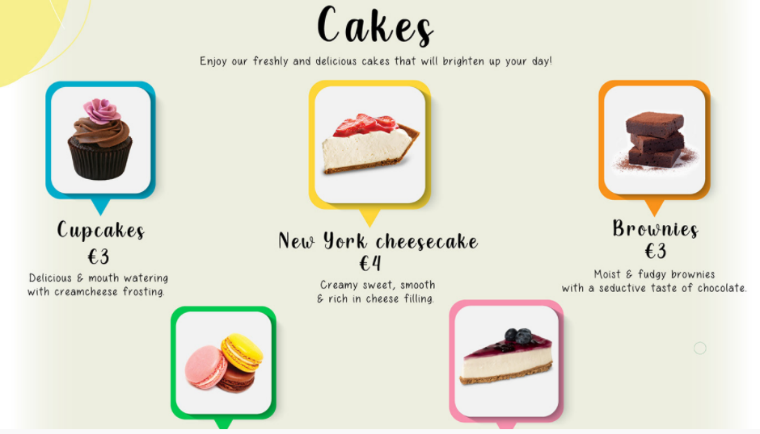 Cakes
Enjoy our freshly and delicious cakes that will brighten up your day!
Cupcakes
€3
Delicious & mouth watering
with creamcheese frosting.
New York cheesecake
€4
Creamy sweet, smooth
& rich in cheese filling.
Brownies
€3
Moist & fudgy brownies
with a seductive taste of chocolate.